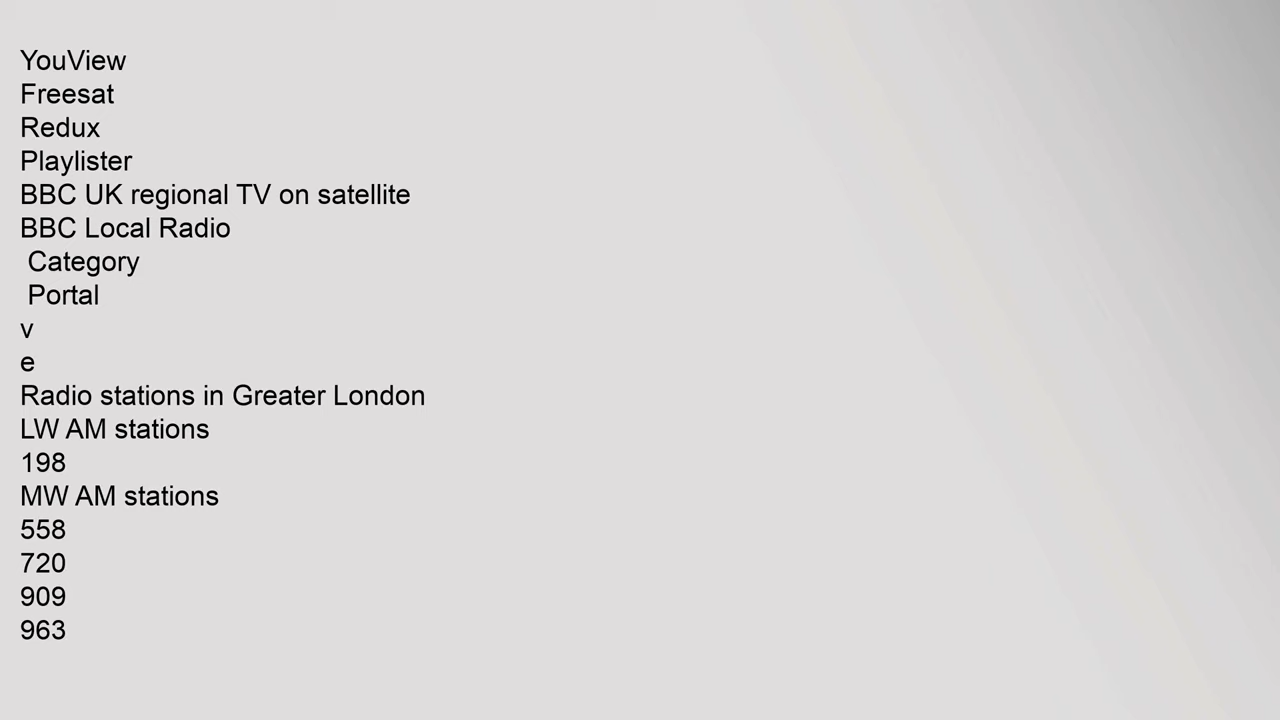 YouView
Freesat
Redux
Playlister
BBC UK regional TV on satellite
BBC Local Radio
Category
Portal
v
e
Radio stations in Greater London
LW AM stations
198
MW AM stations
558
720
909
963